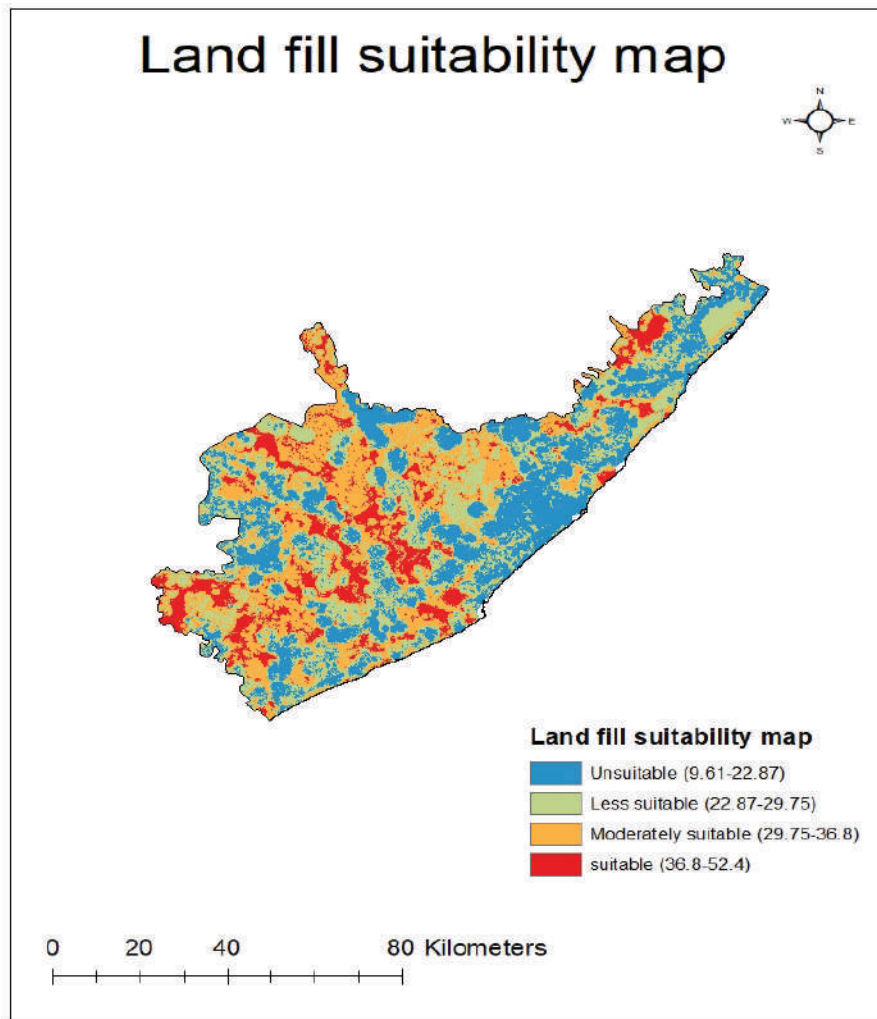 Land fill suitability map
N
W E
S
Land fill suitability map
Unsuitable (9.61-22.87)
Less suitable (22.87-29.75)
Moderately suitable (29.75-36.8)
suitable (36.8-52.4)
0 20 40 80 Kilometers